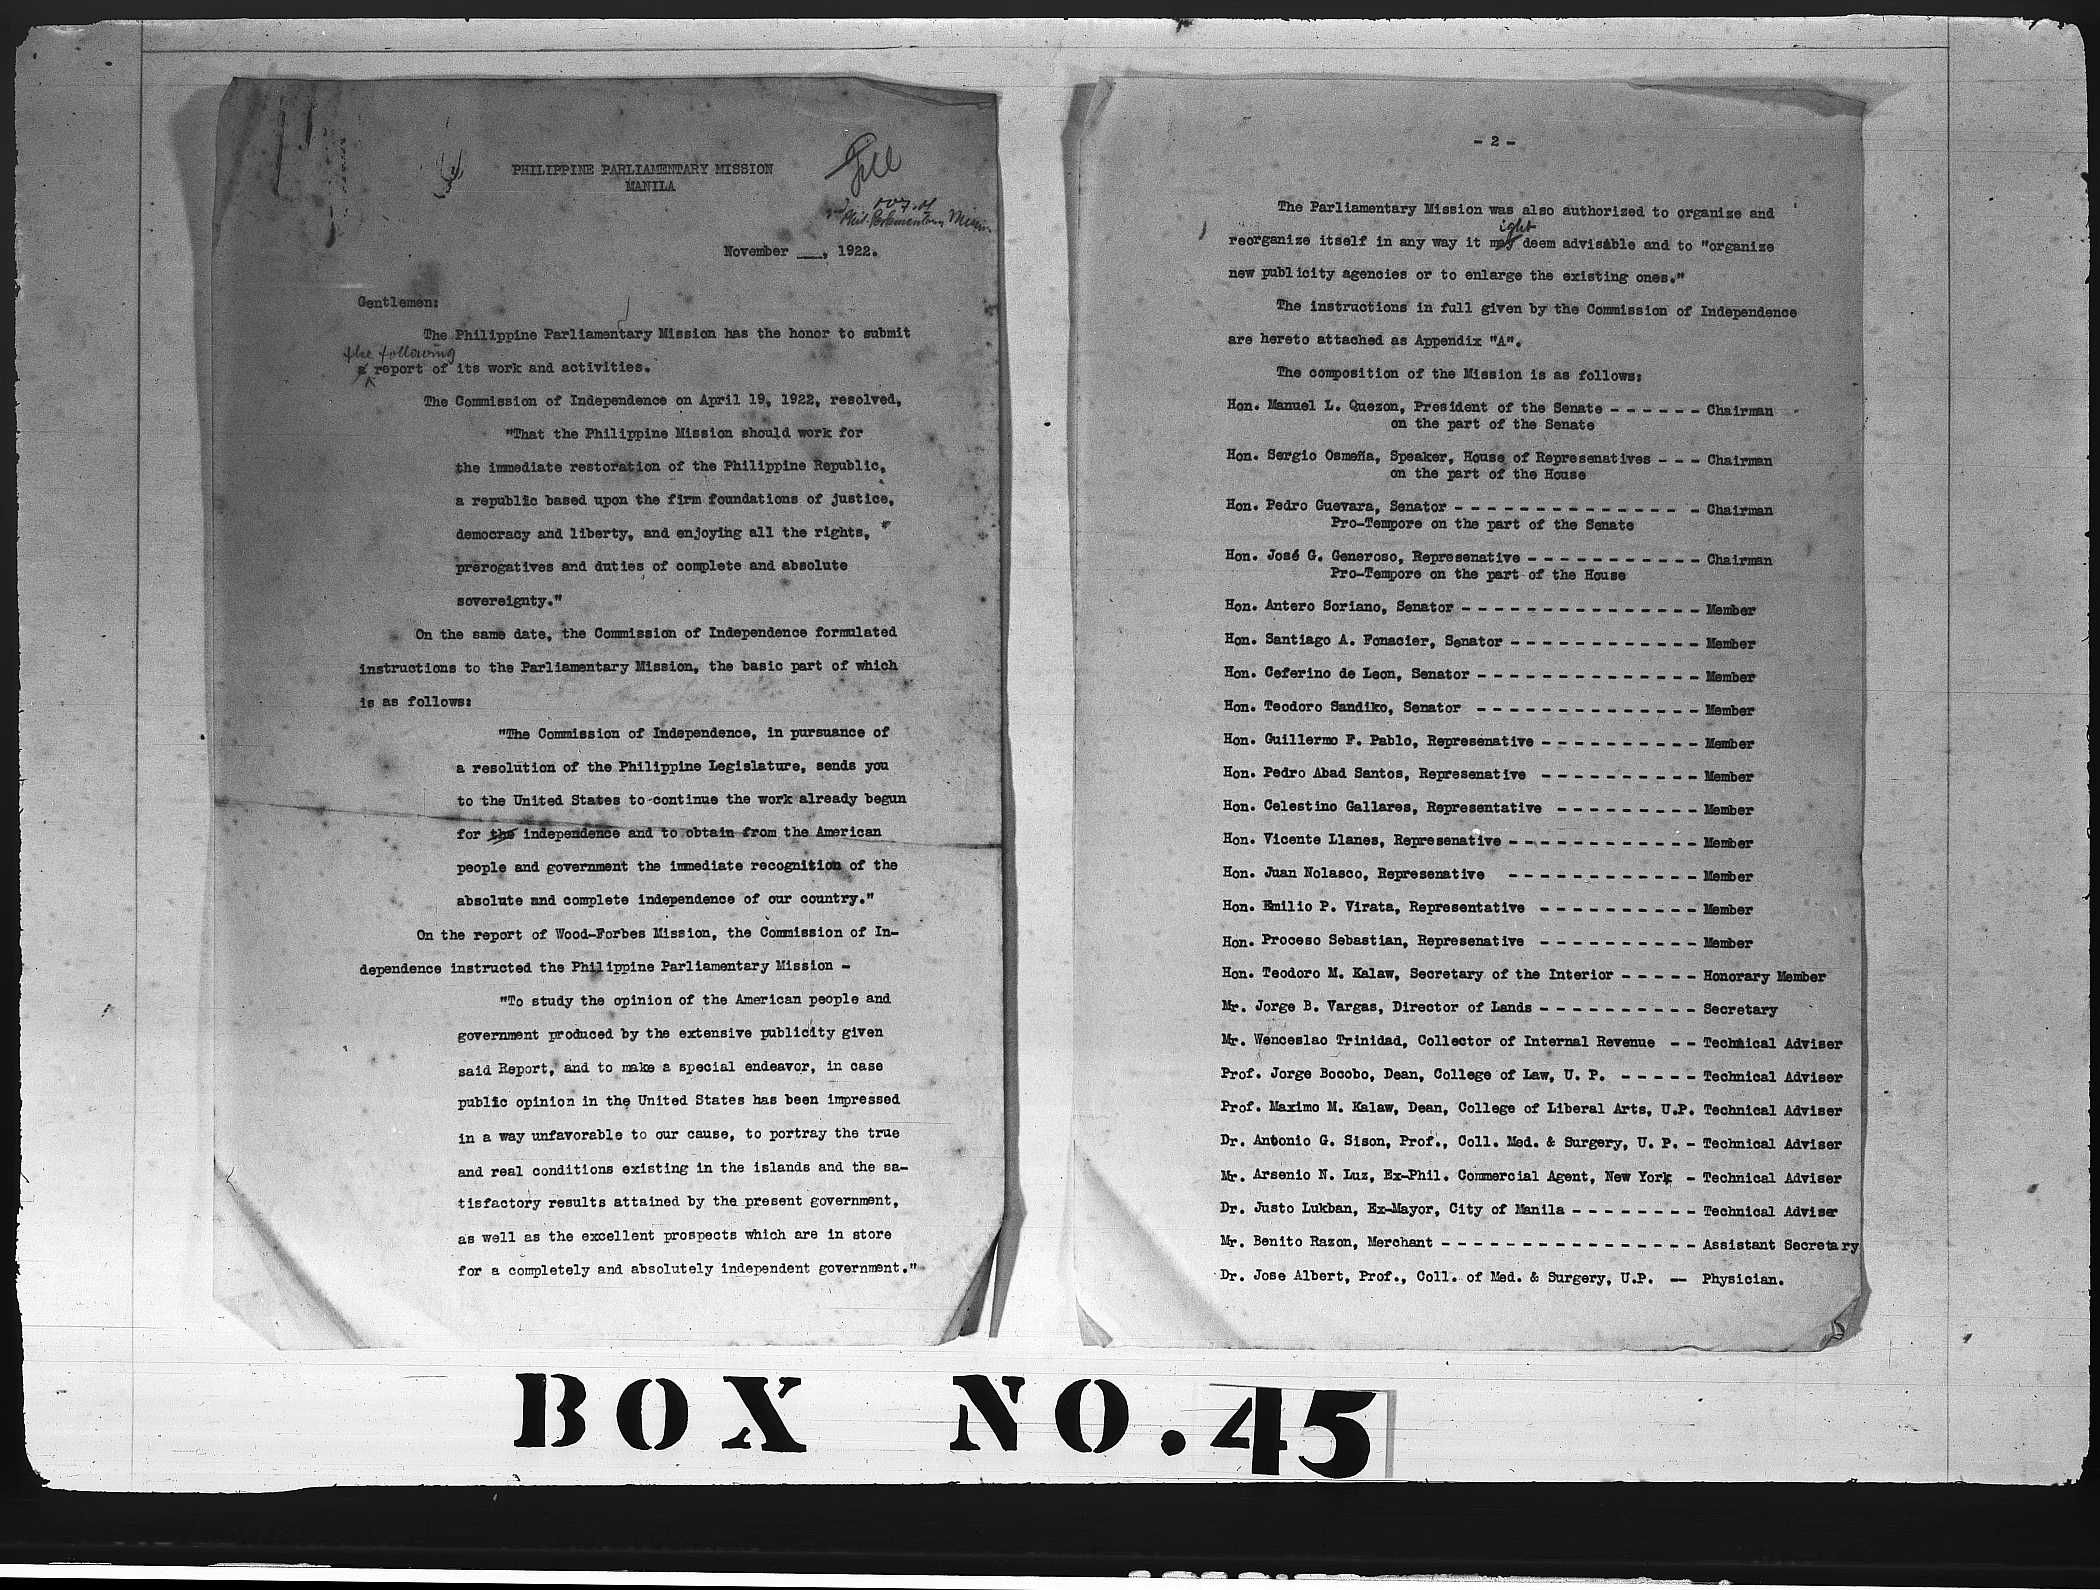 File
007.01
Phil. Parliamentary Mission
PHILIPPINE PARLIAMENTARY MISSION
MANILA
November ___, 1922.
Gentlemen:
The Philippine Parliamentary Mission has the honor to submit
the following
a report of its work and activities.
The Commission of Independence on April 19, 1922, resolved,
"That the Philippine Mission should work for
the immediate restoration of the Philippine Republic,
a republic based upon the firm foundations of justice,
democracy and liberty, and enjoying all the rights,
prerogatives and duties of complete and absolute
sovereignty."
On the same date, the Commission of Independence formulated
instructions to the Parliamentary Mission, the basic part of which
is as follows:
"The Commission of Independence, in pursuance of
a resolution of the Philippine Legislature, sends you
to the United States to continue the work already begun
for the independence and to obtain from the American
people and government the immediate recognition of the
absolute and complete independence of our country."
On the report of Wood-Forbes Mission, the Commission of In-
dependence instructed the Philippine Parliamentary Mission -
"To study the opinion of the American people and
government produced by the extensive publicity given
said Report, and to make a special endeavor, in case
public opinion in the United States has been impressed
in a way unfavorable to our cause, to portray the true
and real conditions existing in the islands and the sa-
tisfactory results attained by the present government,
as well as the excellent prospects which are in store
for a completely and absolutely independent government."
- 2 -
The Parliamentary Mission was also authorized to organize and
ight
reorganize itself in any way it may deem advisable and to "organize
new publicity agencies or to enlarge the existing ones."
The instructions in full given by the Commission of Independence
are hereto attached as Appendix "A".
The composition of the Mission is as follows:
Hon. Manuel L. Quezon, President of the Senate - - - - - - Chairman
on the part of the Senate
Hon. Sergio Osmeña, Speaker, House of Represenatives - - - Chairman
on the part of the House
Hon. Pedro Guevara, Senator - - - - - - - - - - - - - - - Chairman
Pro-Tempore on the part of the Senate
Hon. José G. Generoso, Represenative - - - - - - - - - - - Chairman
Pro-Tempore on the part of the House
Hon. Antero Soriano, Senator - - - - - - - - - - - - - - - Member
Hon. Santiago A. Fonacier, Senator - - - - - - - - - - - - Member
Hon. Ceferino de Leon, Senator - - - - - - - - - - - - - - Member
Hon. Teodoro Sandiko, Senator - - - - - - - - - - - - - - Member
Hon. Guillermo F. Pablo, Represenative - - - - - - - - - - Member
Hon. Pedro Abad Santos, Represenative - - - - - - - - - - Member
Hon. Celestino Gallares, Representative - - - - - - - - - Member
Hon. Vicente Llanes, Represenative - - - - - - - - - - - - Member
Hon. Juan Nolasco, Represenative - - - - - - - - - - - - Member
Hon. Emilio P. Virata, Representative - - - - - - - - - - Member
Hon. Proceso Sebastian, Represenative - - - - - - - - - - Member
Hon. Teodoro M. Kalaw, Secretary of the Interior - - - - - Honorary Member
Mr. Jorge B. Vargas, Director of Lands - - - - - - - - - - Secretary
Mr. Wenceslao Trinidad, Collector of Internal Revenue - - Technical Adviser
Prof. Jorge Bocobo, Dean, College of Law, U. P. - - - - - Technical Adviser
Prof. Maximo M. Kalaw, Dean, College of Liberal Arts, U.P. Technical Adviser
Dr. Antonio G. Sison, Prof., Coll. Med. & Surgery, U. P. - Technical Adviser
Mr. Arsenio N. Luz, Ex-Phil. Commercial Agent, New York - Technical Adviser
Dr. Justo Lukban, Ex-Mayor, City of Manila - - - - - - - - Technical Adviser
Mr. Benito Razon, Merchant - - - - - - - - - - - - - - - - Assistant Secretary
Dr. Jose Albert, Prof., Coll. of Med. & Surgery, U.P. -- Physician.
BOX NO. 45